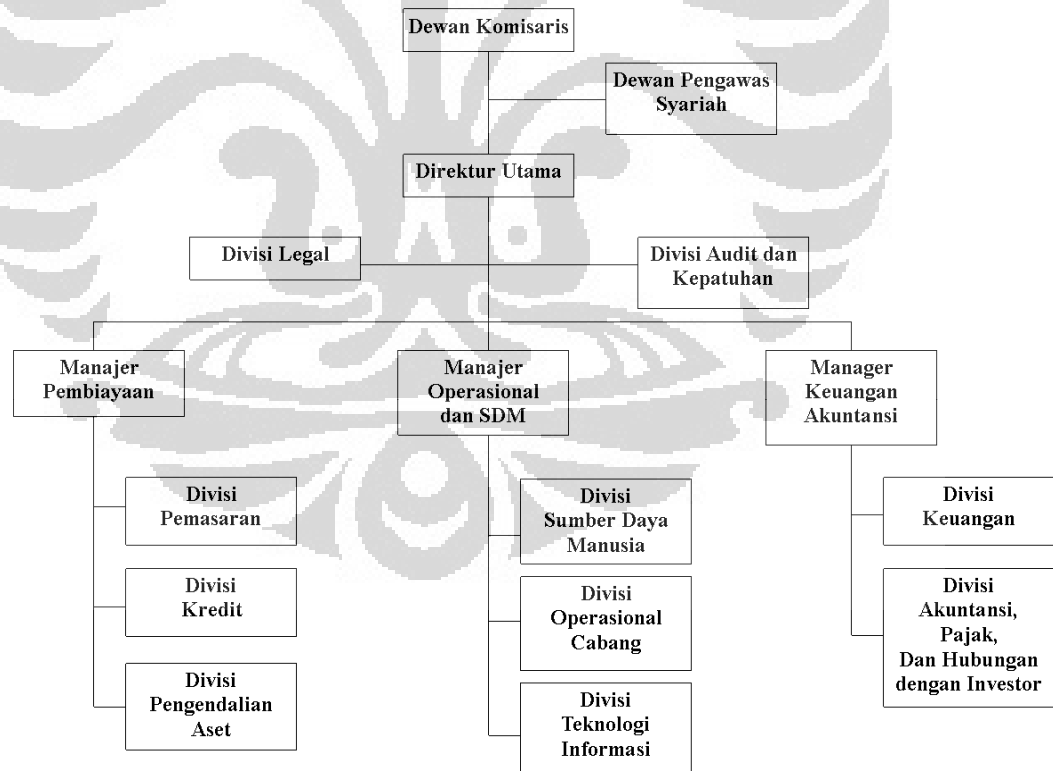 Dewan Komisaris
Dewan Pengawas
Syariah
Direktur Utama
Divisi Legal
Divisi Audit dan
Kepatuhan
Manajer
Pembiayaan
Manajer
Operasional
dan SDM
Manager
Keuangan
Akuntansi
Divisi
Pemasaran
Divisi
Kredit
Divisi
Pengendalian
Aset
Divisi
Sumber Daya
Manusia
Divisi
Operasional
Cabang
Divisi
Teknologi
Informasi
Divisi
Keuangan
Divisi
Akuntansi,
Pajak,
Dan Hubungan
dengan Investor